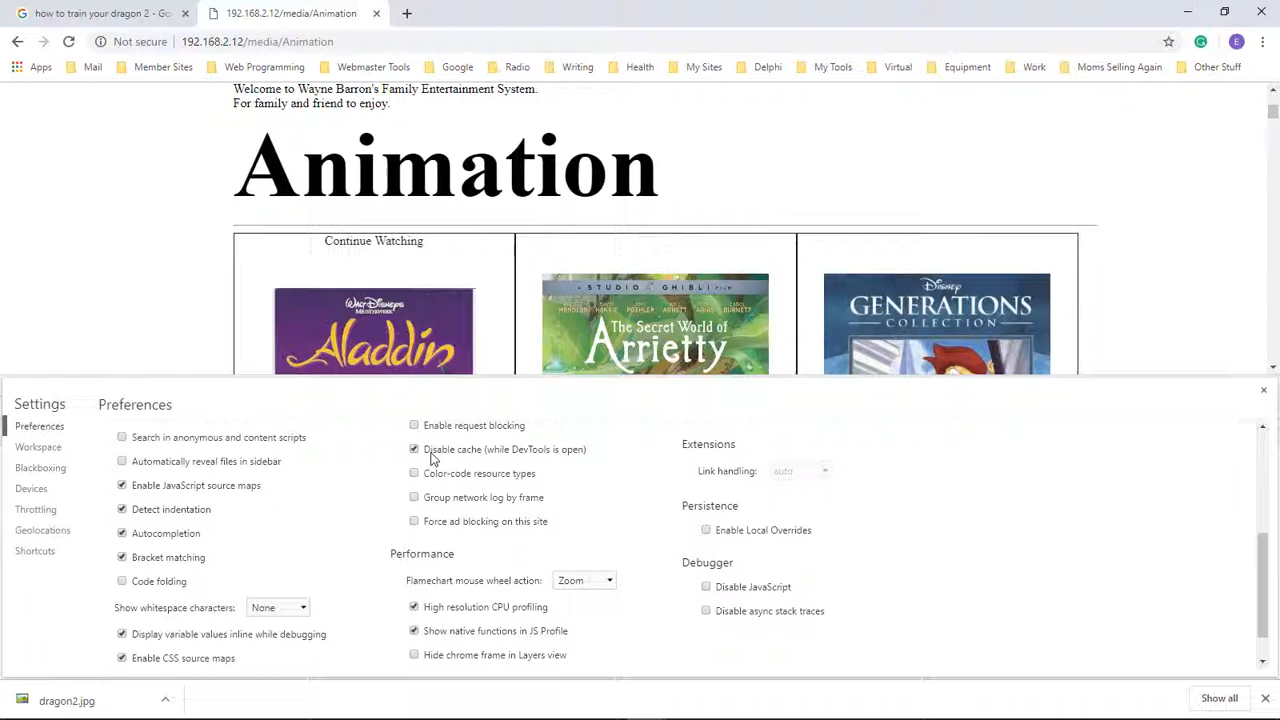 how to train your dragon 2 - Go
192.168.2.12/media/Animation
Not secure
192.168.2.12/media/Animation
E
Apps
Mail
Member Sites
Web Programming
Webmaster Tools
Google
Radio
Writing
Health
My Sites
Delphi
My Tools
Virtual
Equipment
Work
Moms Selling Again
Other Stuff
Welcome to Wayne Barron's Family Entertainment System.
For family and friend to enjoy.
Animation
Continue Watching
WALT DISNEY'S
MASTERPIECE
Aladdin
A STUDIO GHIBLI FILM
The Secret World of
Arrietty
Disney
GENERATIONS
COLLECTION
Settings
Preferences
Workspace
Blackboxing
Devices
Throttling
Geolocations
Shortcuts
Preferences
Search in anonymous and content scripts
Automatically reveal files in sidebar
Enable JavaScript source maps
Detect indentation
Autocompletion
Bracket matching
Code folding
Show whitespace characters: None
Display variable values inline while debugging
Enable CSS source maps
Enable request blocking
Disable cache (while DevTools is open)
Color-code resource types
Group network log by frame
Force ad blocking on this site
Performance
Flamechart mouse wheel action: Zoom
High resolution CPU profiling
Show native functions in JS Profile
Hide chrome frame in Layers view
Extensions
Link handling: auto
Persistence
Enable Local Overrides
Debugger
Disable JavaScript
Disable async stack traces
dragon2.jpg
Show all